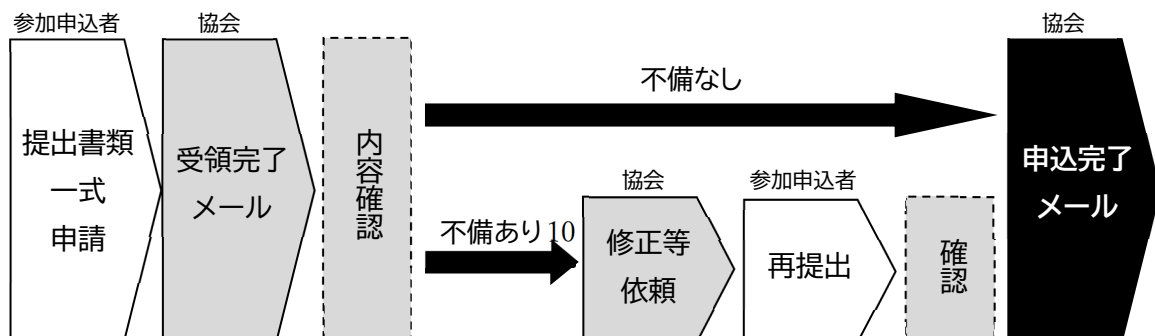 参加申込者
提出書類
一式
申請
協会
受領完了
メール
内容確認
不備なし
不備あり10
協会
修正等
依頼
参加申込者
再提出
確認
協会
申込完了
メール